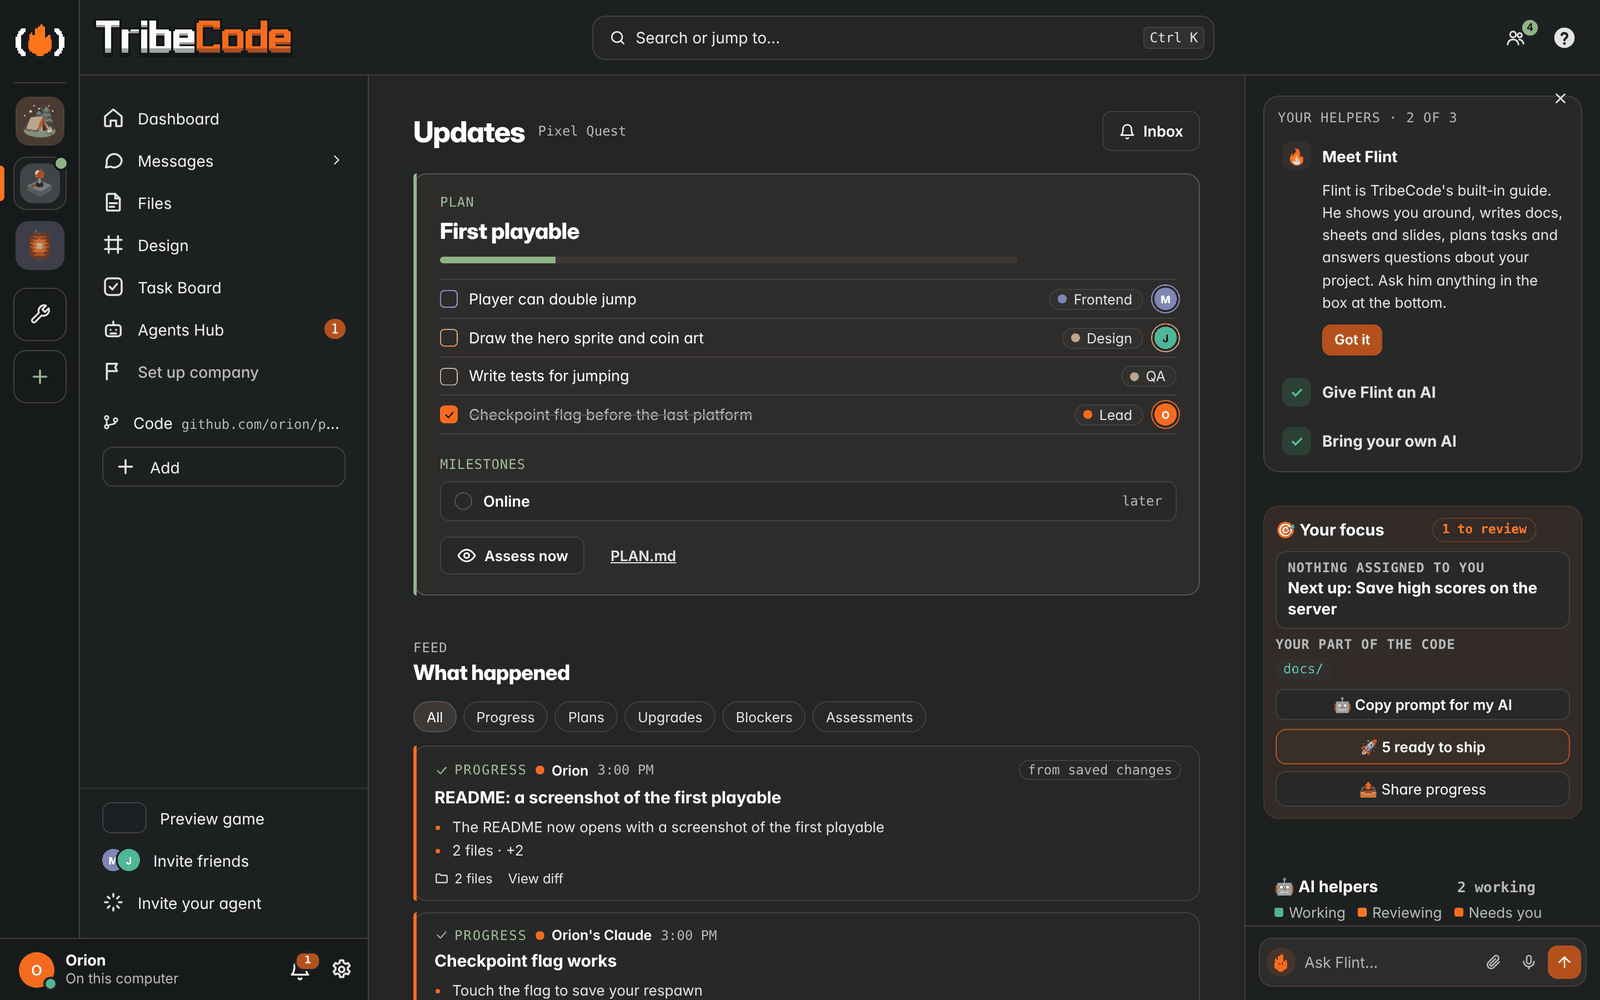 TribeCode
Search or jump to...
Ctrl K
4
?
Dashboard
Messages
Files
Design
Task Board
Agents Hub
1
Set up company
Code github.com/orion/p...
Add
Preview game
M J Invite friends
Invite your agent
O
Orion
On this computer
1
Updates Pixel Quest
Inbox
PLAN
First playable
Player can double jump
Frontend
M
Draw the hero sprite and coin art
Design
J
Write tests for jumping
QA
Checkpoint flag before the last platform
Lead
O
MILESTONES
Online
later
Assess now
PLAN.md
FEED
What happened
All
Progress
Plans
Upgrades
Blockers
Assessments
PROGRESS Orion 3:00 PM
from saved changes
README: a screenshot of the first playable
The README now opens with a screenshot of the first playable
2 files · +2
2 files View diff
PROGRESS Orion's Claude 3:00 PM
Checkpoint flag works
Touch the flag to save your respawn
YOUR HELPERS · 2 OF 3
Meet Flint
Flint is TribeCode's built-in guide.
He shows you around, writes docs,
sheets and slides, plans tasks and
answers questions about your
project. Ask him anything in the
box at the bottom.
Got it
Give Flint an AI
Bring your own AI
Your focus
1 to review
NOTHING ASSIGNED TO YOU
Next up: Save high scores on the
server
YOUR PART OF THE CODE
docs/
Copy prompt for my AI
5 ready to ship
Share progress
AI helpers
2 working
Working
Reviewing
Needs you
Ask Flint...